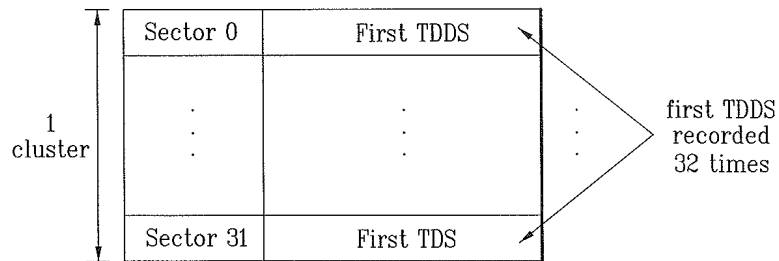 Sector 0 First TDDS
1
cluster
first TDDS
recorded
32 times
Sector 31 First TDS